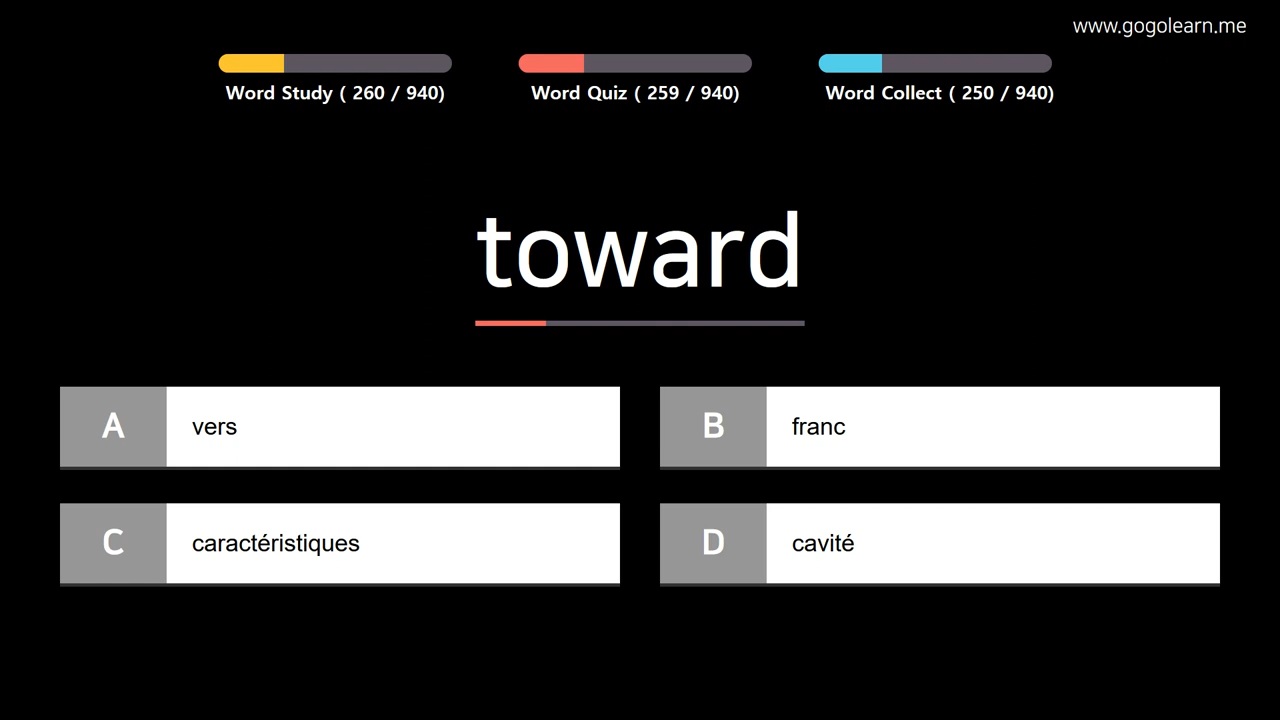 www.gogolearn.me
Word Study ( 260 / 940)
Word Quiz ( 259 / 940)
Word Collect ( 250 / 940)
toward
A vers
B franc
C caractéristiques
D cavité